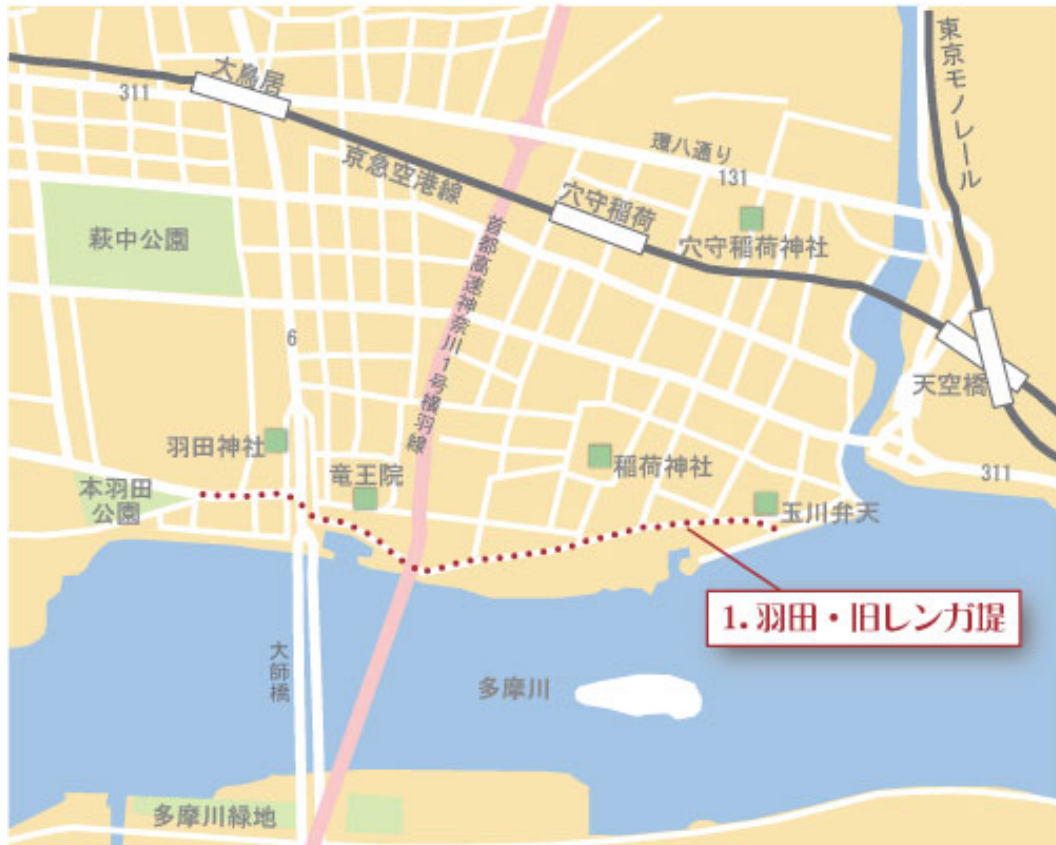 東京モノレール
大鳥居
311
環八通り
131
京急空港線
穴守稲荷
穴守稲荷神社
萩中公園
首都高速神奈川1号横羽線
6
天空橋
羽田神社
竜王院
稲荷神社
311
本羽田
公園
玉川弁天
1. 羽田・旧レンガ堤
大師橋
多摩川
多摩川緑地